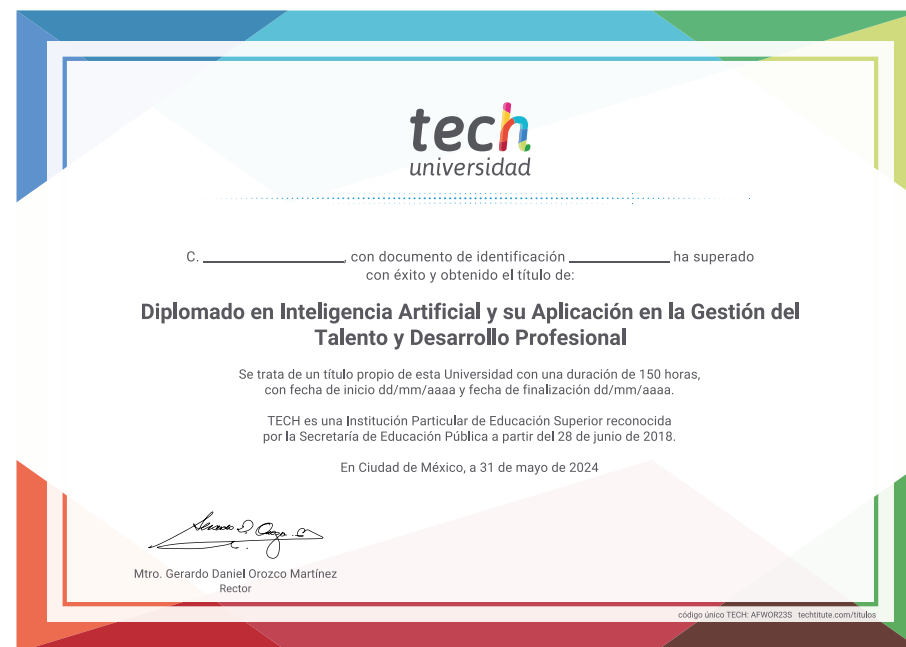 tech
universidad
C. ____________, con documento de identificación ____________ ha superado
con éxito y obtenido el título de:
Diplomado en Inteligencia Artificial y su Aplicación en la Gestión del
Talento y Desarrollo Profesional
Se trata de un título propio de esta Universidad con una duración de 150 horas,
con fecha de inicio dd/mm/aaaa y fecha de finalización dd/mm/aaaa.
TECH es una Institución Particular de Educación Superior reconocida
por la Secretaría de Educación Pública a partir del 28 de junio de 2018.
En Ciudad de México, a 31 de mayo de 2024
Mtro. Gerardo Daniel Orozco Martínez
Rector
código único TECH: AFWOR23S techtitute.com/titulos